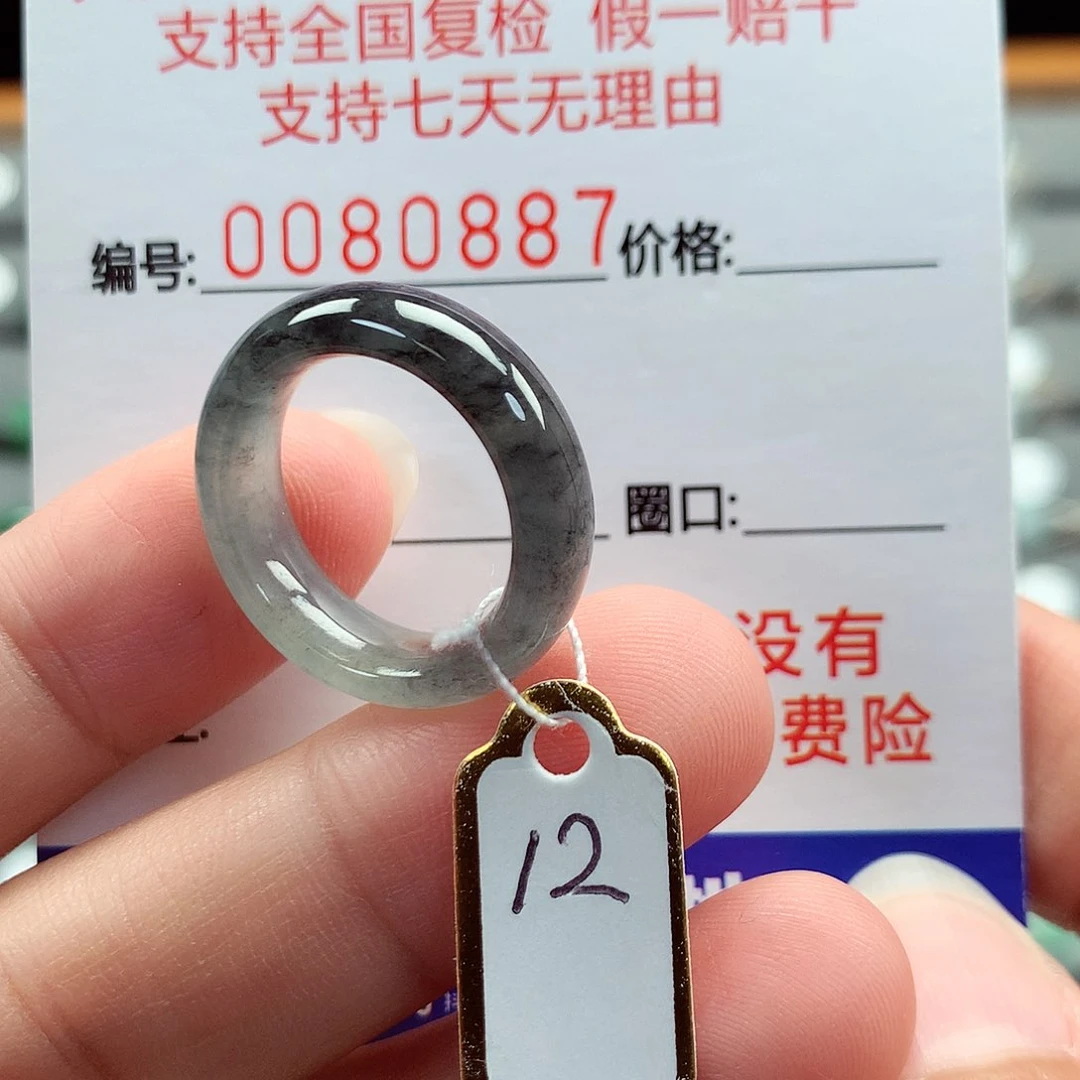 支持全国复检 假一赔十
支持七天无理由
编号: 0080887 价格:
圈口:
没有
费险
12